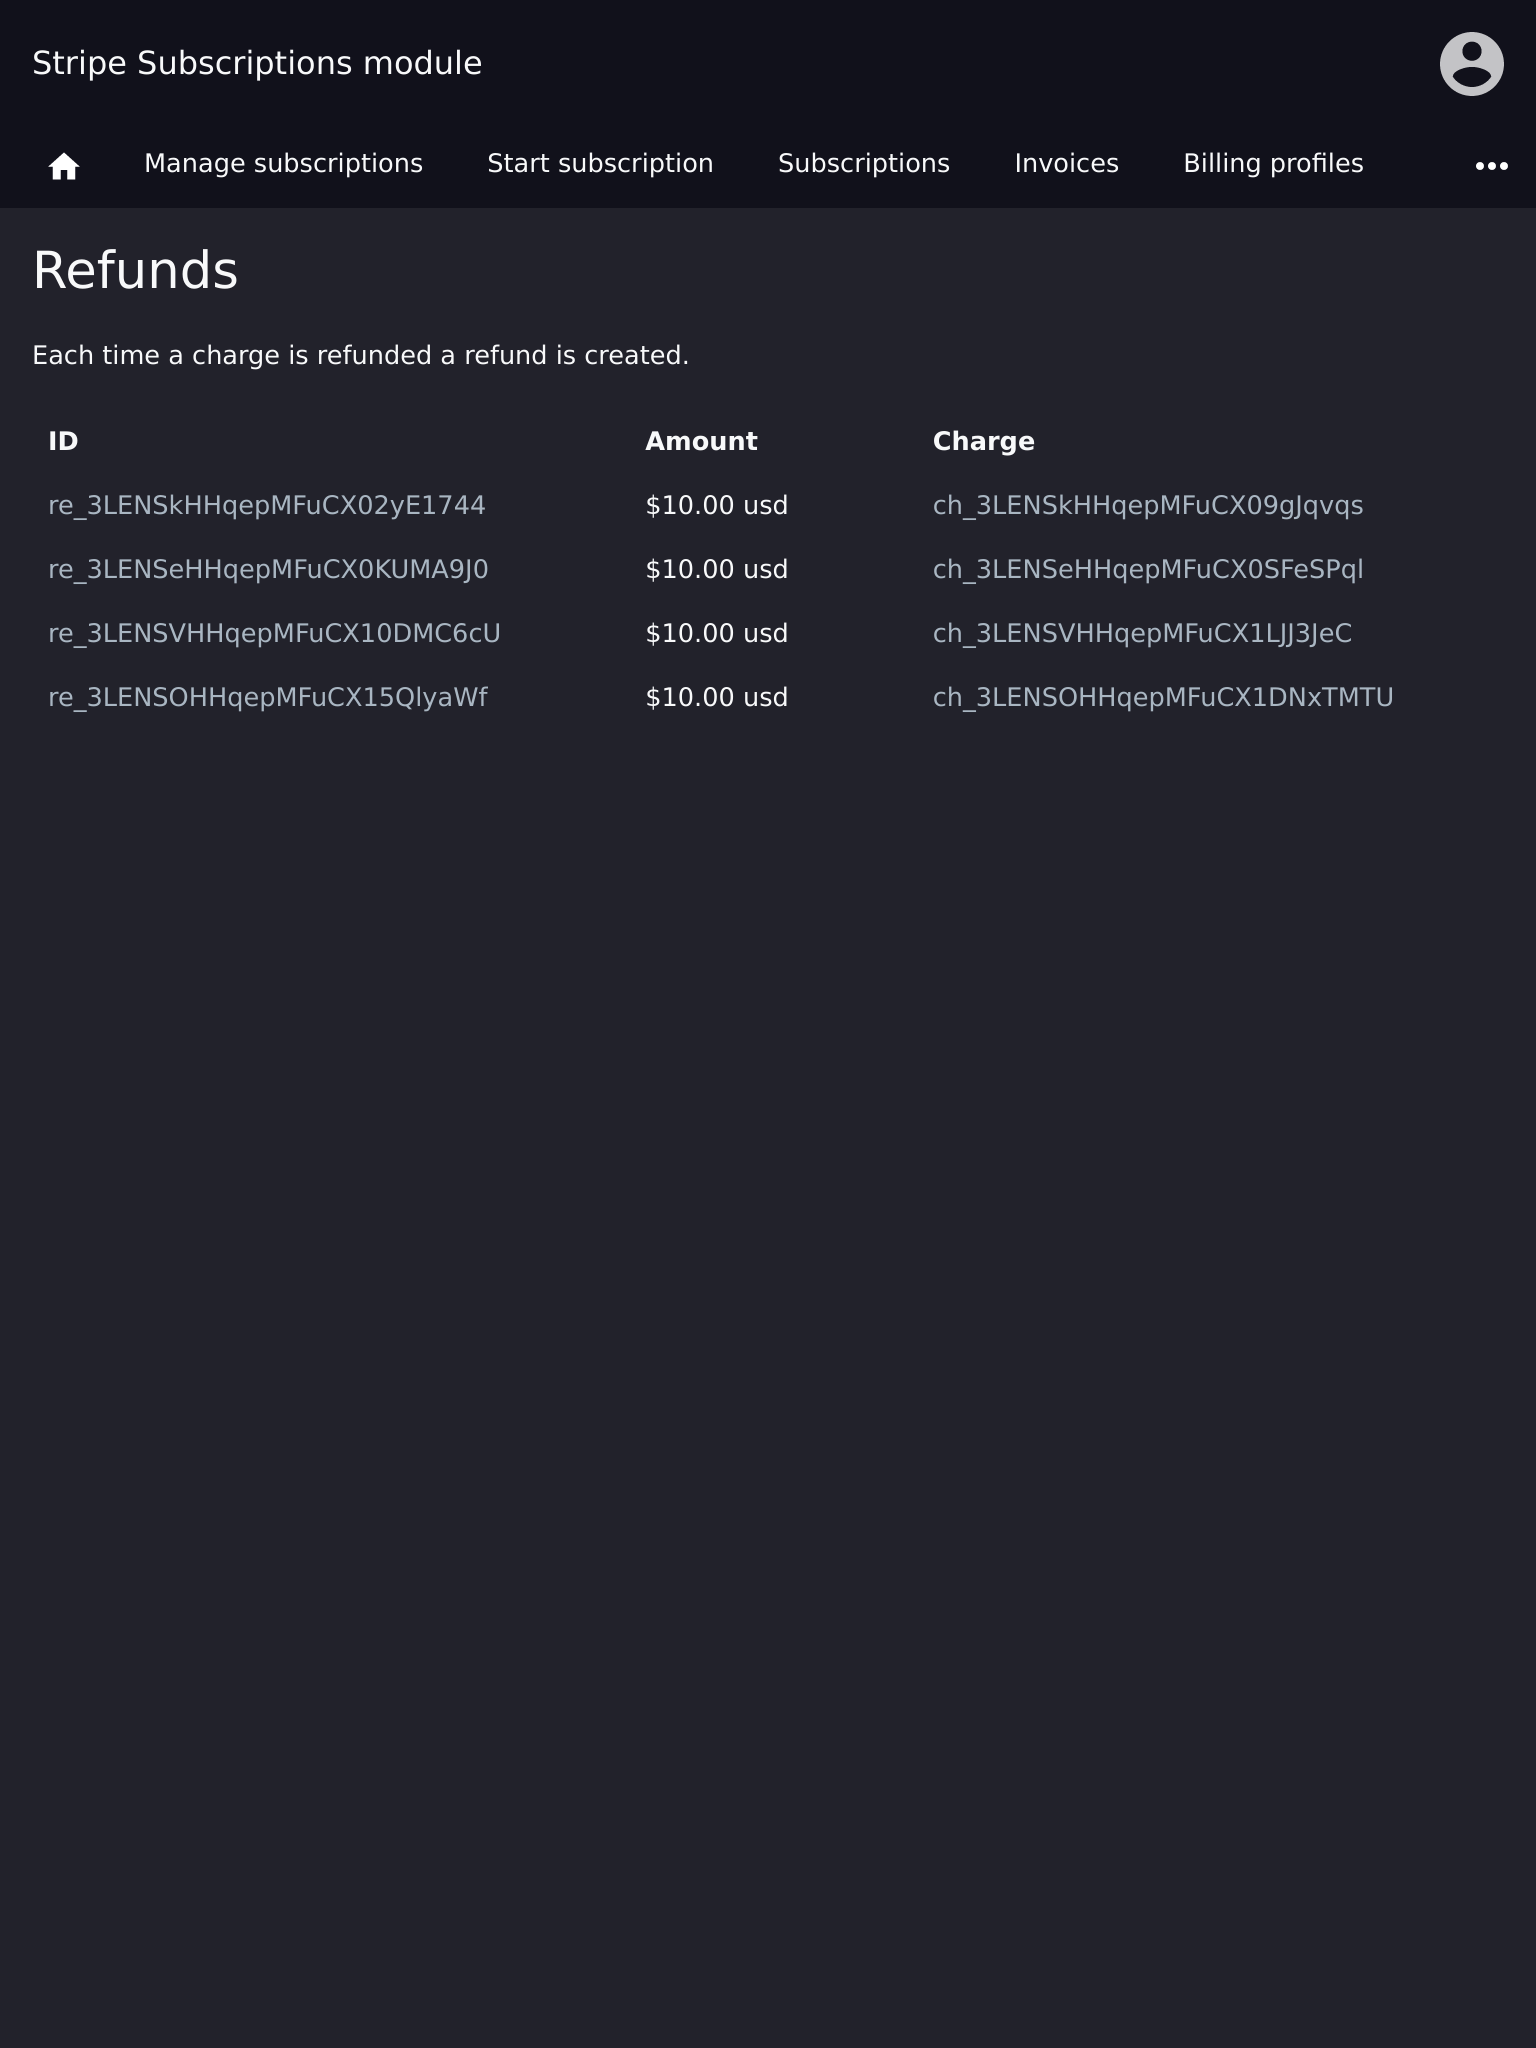 Stripe Subscriptions module
Manage subscriptions Start subscription Subscriptions Invoices Billing profiles
Refunds
Each time a charge is refunded a refund is created.
ID Amount Charge
re_3LENSkHHqepMFuCX02yE1744 $10.00 usd ch_3LENSkHHqepMFuCX09gJqvqs
re_3LENSeHHqepMFuCX0KUMA9J0 $10.00 usd ch_3LENSeHHqepMFuCX0SFeSPql
re_3LENSVHHqepMFuCX10DMC6cU $10.00 usd ch_3LENSVHHqepMFuCX1LJJ3JeC
re_3LENSOHHqepMFuCX15QlyaWf $10.00 usd ch_3LENSOHHqepMFuCX1DNxTMTU